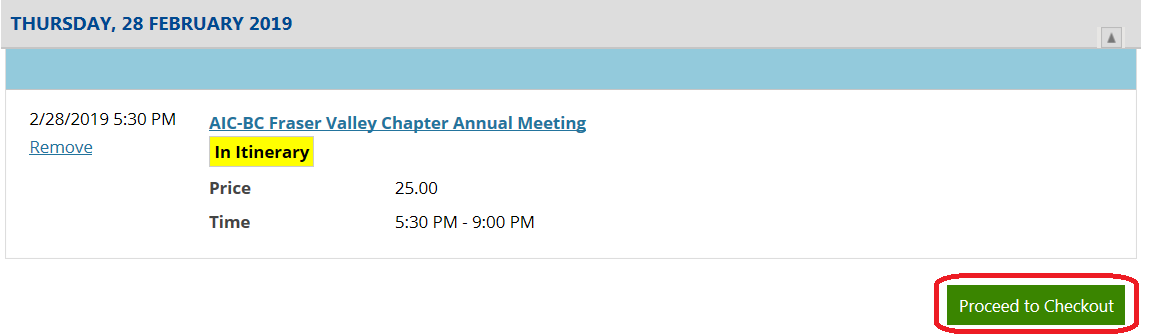 THURSDAY, 28 FEBRUARY 2019
2/28/2019 5:30 PM
Remove
AIC-BC Fraser Valley Chapter Annual Meeting
In Itinerary
Price 25.00
Time 5:30 PM - 9:00 PM
Proceed to Checkout